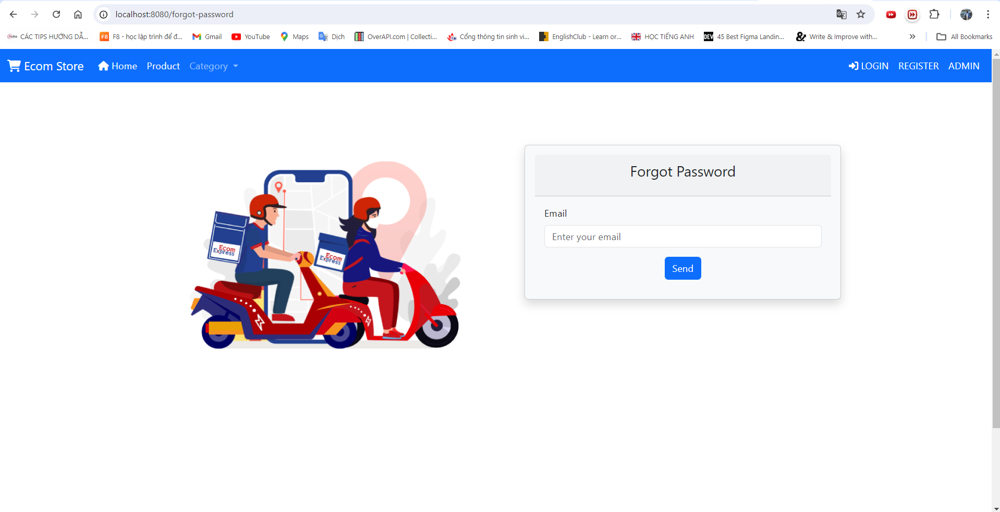 localhost:8080/forgot-password
CÁC TIPS HƯỚNG DẪ...
F8 - học lập trình để đ...
Gmail
YouTube
Maps
Dịch
OverAPI.com | Collecti...
Cổng thông tin sinh vi...
EnglishClub - Learn or...
HỌC TIẾNG ANH
DEV
45 Best Figma Landin...
Write & Improve with...
All Bookmarks
Ecom Store
Home
Product
Category
LOGIN
REGISTER
ADMIN
Forgot Password
Email
Enter your email
Send
Ecom
Express
Ecom
Express